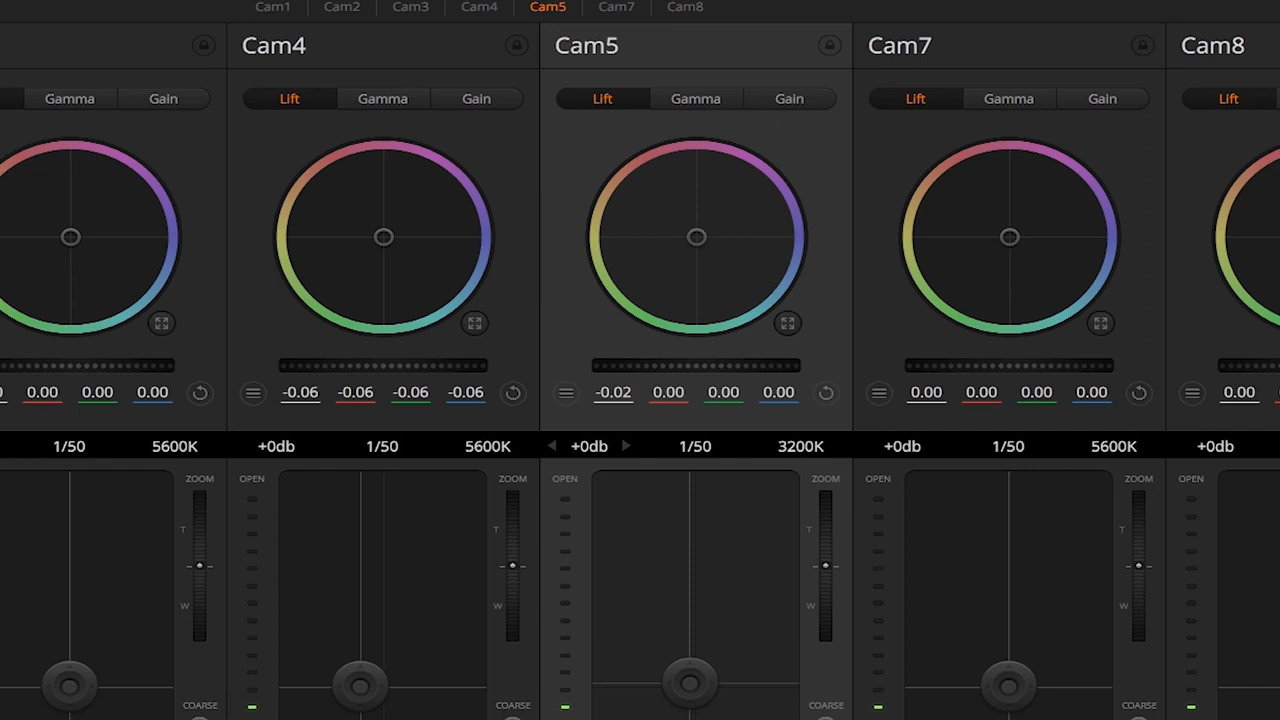 Cam1 Cam2 Cam3 Cam4 Cam5 Cam7 Cam8
Cam4 Cam5 Cam7 Cam8
Gamma Gain Lift Gamma Gain Lift Gamma Gain Lift Gamma Gain Lift
0.00 0.00 0.00 -0.06 -0.06 -0.06 -0.06 -0.02 0.00 0.00 0.00 0.00 0.00 0.00 0.00 0.00
1/50 5600K +0db 1/50 5600K +0db 1/50 3200K +0db 1/50 5600K +0db
ZOOM OPEN ZOOM OPEN ZOOM OPEN ZOOM OPEN
T T T T
W W W W
COARSE COARSE COARSE COARSE